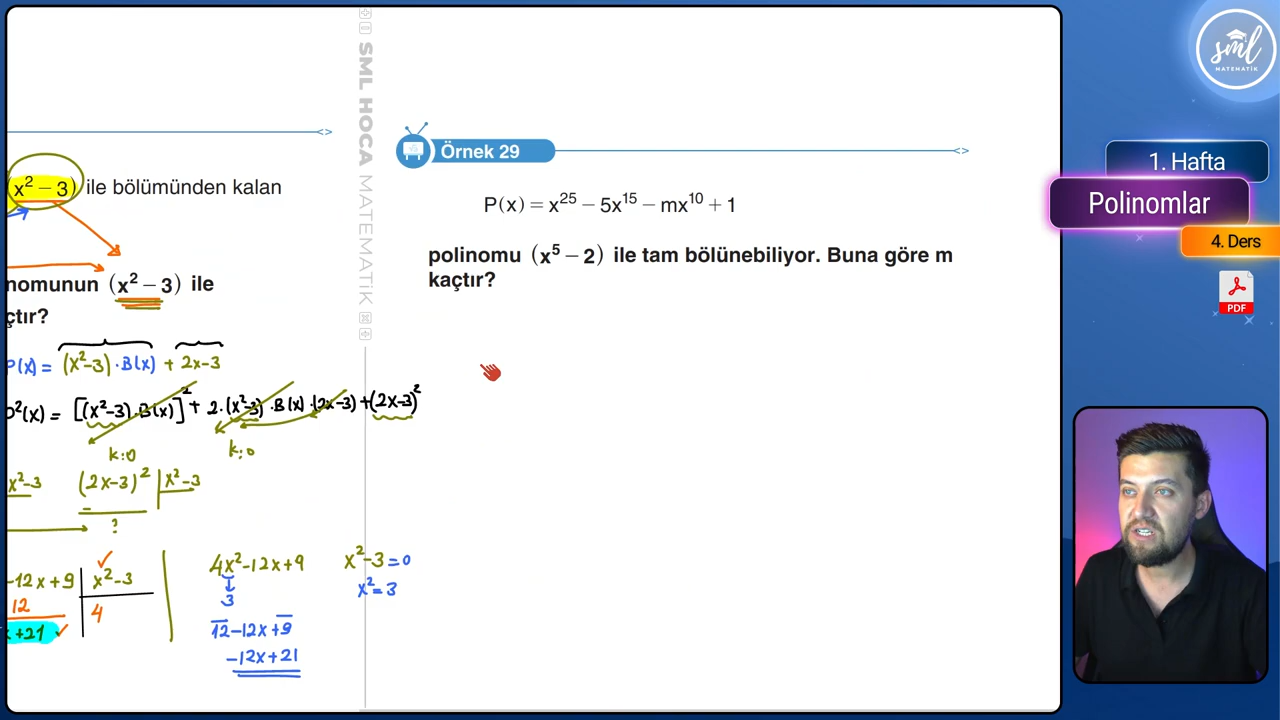 (x² − 3) ile bölümünden kalan
nomunun (x² − 3) ile
çtır?
P(x) = (x²−3)·B(x) + 2x−3
P²(x) = [(x²−3)·B(x)]² + 2·(x²−3)·B(x)·(2x−3) + (2x−3)²
k:0 k:0
x²−3 (2x−3)² | x²−3
?
−12x+9 | x²−3
12 4
x+21 ✓
4x²−12x+9
3
12−12x+9
−12x+21
x²−3=0
x²=3
SML HOCA MATEMATİK
Örnek 29
P(x) = x²⁵ − 5x¹⁵ − mx¹⁰ + 1
polinomu (x⁵ − 2) ile tam bölünebiliyor. Buna göre m
kaçtır?
sml
MATEMATİK
1. Hafta
Polinomlar
4. Ders
PDF